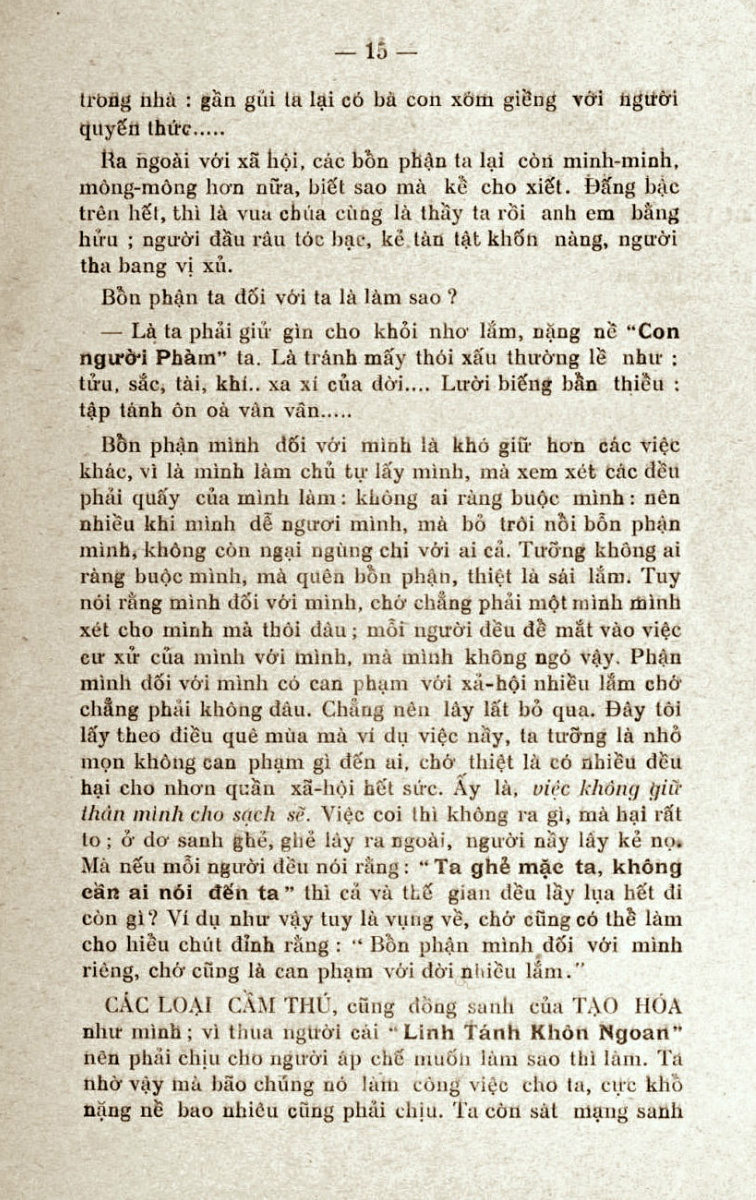 — 15 —
trong nhà : gần gủi ta lại có bà con xóm giềng với người
quyến thức.....
Ra ngoài với xã hội, các bổn phận ta lại còn minh-minh,
mông-mông hơn nữa, biết sao mà kể cho xiết. Đấng bậc
trên hết, thì là vua chúa cùng là thầy ta rồi anh em bằng
hửu ; người đầu râu tóc bạc, kẻ tàn tật khốn nàng, người
tha bang vị xủ.
Bổn phận ta đối với ta là làm sao ?
— Là ta phải giử gìn cho khỏi nhơ lắm, nặng nề “Con
người Phàm” ta. Là tránh mấy thói xấu thường lề như :
tửu, sắc, tài, khí.. xa xí của đời.... Lười biếng bẩn thiểu :
tập tánh ôn oà vân vân.....
Bổn phận mình đối với mình là khó giữ hơn các việc
khác, vì là mình làm chủ tự lấy mình, mà xem xét các đều
phải quấy của mình làm : không ai ràng buộc mình : nên
nhiều khi mình dể ngươi mình, mà bỏ trôi nổi bổn phận
mình, không còn ngại ngùng chi với ai cả. Tưỡng không ai
ràng buộc mình, mà quên bổn phận, thiệt là sái lắm. Tuy
nói rằng mình đối với mình, chớ chẳng phải một mình mình
xét cho mình mà thôi đâu ; mỗi người đều để mắt vào việc
cư xử của mình với mình, mà mình không ngó vậy. Phận
mình đối với mình có can phạm với xả-hội nhiều lắm chớ
chẳng phải không đâu. Chẳng nên lây lất bỏ qua. Đây tôi
lấy theo điều quê mùa mà ví dụ việc nầy, ta tưỡng là nhỏ
mọn không can phạm gì đến ai, chớ thiệt là có nhiều đều
hại cho nhơn quần xã-hội hết sức. Ấy là, việc không giữ
thân mình cho sạch sẽ. Việc coi thì không ra gì, mà hại rất
to ; ở dơ sanh ghẻ, ghẻ lây ra ngoài, người nầy lây kẻ nọ.
Mà nếu mỗi người đều nói rằng : “Ta ghẻ mặc ta, không
cần ai nói đến ta” thì cả và thế gian đều lầy lụa hết đi
còn gì ? Ví dụ như vậy tuy là vụng về, chớ cũng có thể làm
cho hiểu chút đỉnh rằng : “Bổn phận mình đối với mình
riêng, chớ cũng là can phạm với đời nhiều lắm.”
CÁC LOẠI CẦM THÚ, cũng đồng sanh của TẠO HÓA
như mình ; vì thua người cái “Linh Tánh Khôn Ngoan”
nên phải chịu cho người áp chế muốn làm sao thì làm. Ta
nhờ vậy mà bão chúng nó làm công việc cho ta, cực khổ
nặng nề bao nhiêu cũng phải chịu. Ta còn sát mạng sanh